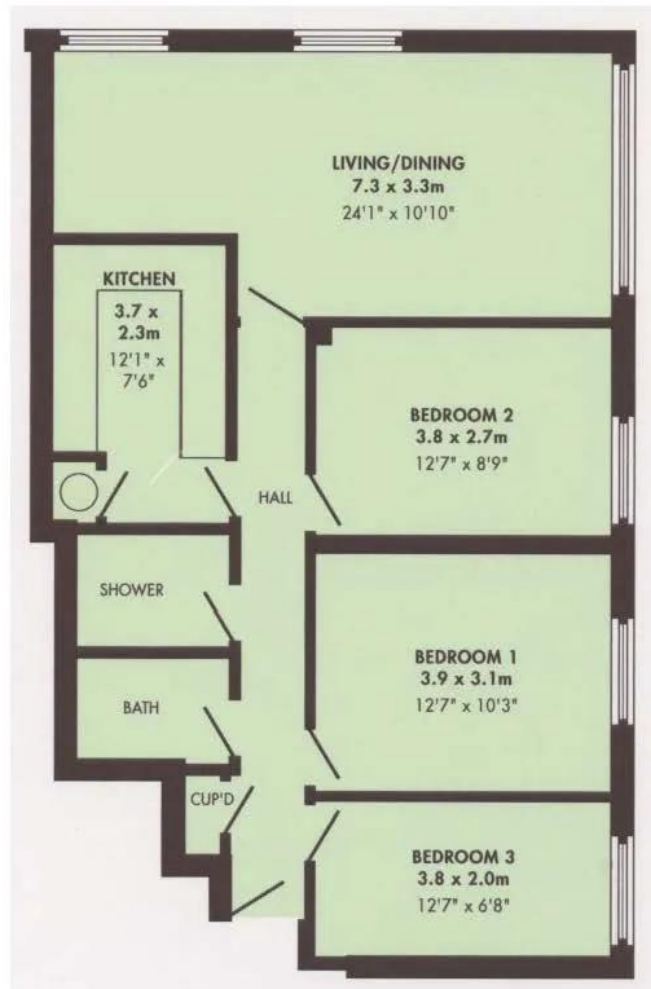 LIVING/DINING
7.3 x 3.3m
24'1" x 10'10"
KITCHEN
3.7 x
2.3m
12'1" x
7'6"
BEDROOM 2
3.8 x 2.7m
12'7" x 8'9"
HALL
SHOWER
BEDROOM 1
3.9 x 3.1m
12'7" x 10'3"
BATH
CUP'D
BEDROOM 3
3.8 x 2.0m
12'7" x 6'8"